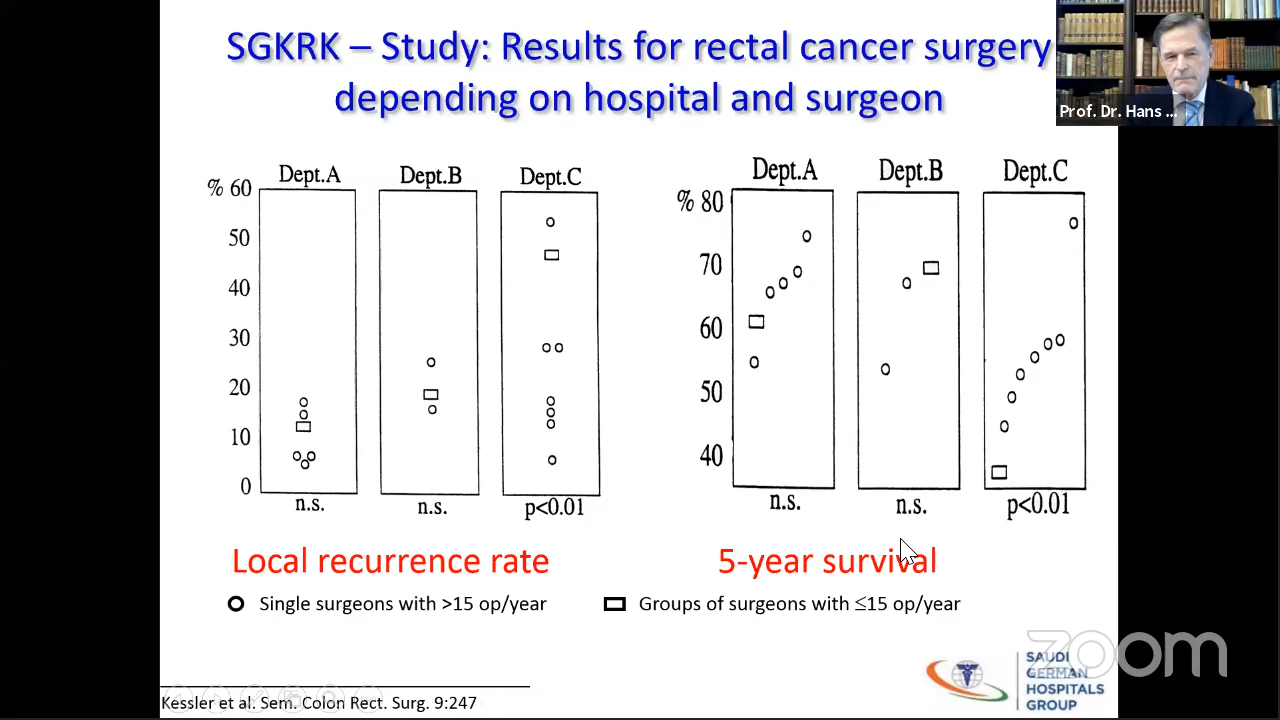 SGKRK – Study: Results for rectal cancer surgery
depending on hospital and surgeon
Prof. Dr. Hans ...
Dept.A
Dept.B
Dept.C
% 60
50
40
30
20
10
0
n.s.
n.s.
p<0.01
Local recurrence rate
Dept.A
Dept.B
Dept.C
% 80
70
60
50
40
n.s.
n.s.
p<0.01
5-year survival
Single surgeons with >15 op/year
Groups of surgeons with ≤15 op/year
zoom
SAUDI
GERMAN
HOSPITALS
GROUP
Kessler et al. Sem. Colon Rect. Surg. 9:247